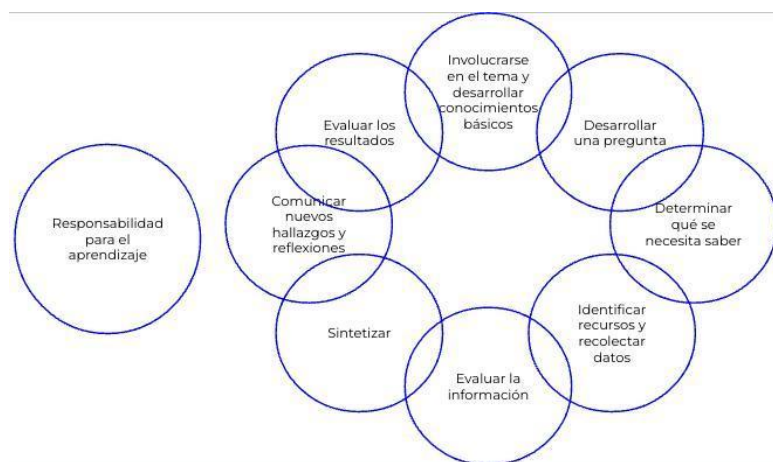 Involucrarse
en el tema y
desarrollar
conocimientos
básicos
Desarrollar
una pregunta
Determinar
qué se
necesita saber
Identificar
recursos y
recolectar
datos
Evaluar la
información
Sintetizar
Comunicar
nuevos
hallazgos y
reflexiones
Evaluar los
resultados
Responsabilidad
para el
aprendizaje